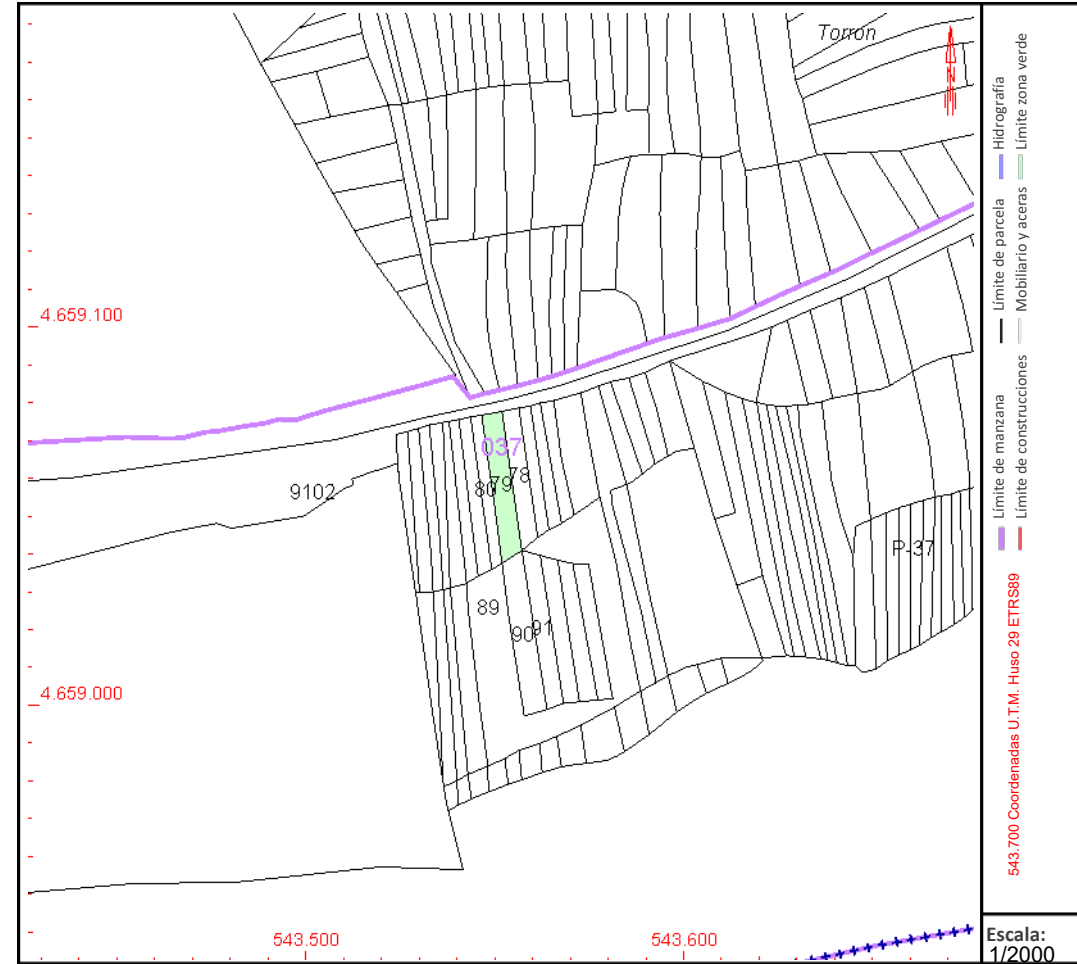 Torrón
N
4.659.100
037
78
79
80
9102
P-37
89
90
91
4.659.000
543.500
543.600
Límite de manzana
Límite de parcela
Hidrografía
Límite de construcciones
Mobiliario y aceras
Límite zona verde
543.700 Coordenadas U.T.M. Huso 29 ETRS89
Escala:
1/2000